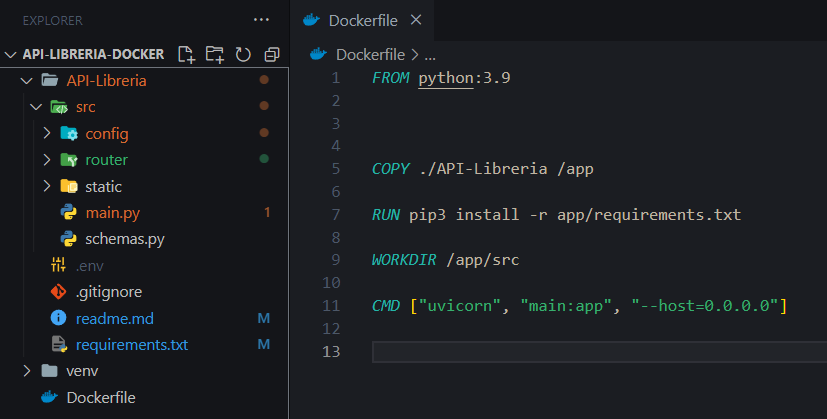 EXPLORER
API-LIBRERIA-DOCKER
API-Libreria
src
config
router
static
main.py 1
schemas.py
.env
.gitignore
readme.md M
requirements.txt M
venv
Dockerfile
Dockerfile
Dockerfile > ...
1 FROM python:3.9
2
3
4
5 COPY ./API-Libreria /app
6
7 RUN pip3 install -r app/requirements.txt
8
9 WORKDIR /app/src
10
11 CMD ["uvicorn", "main:app", "--host=0.0.0.0"]
12
13